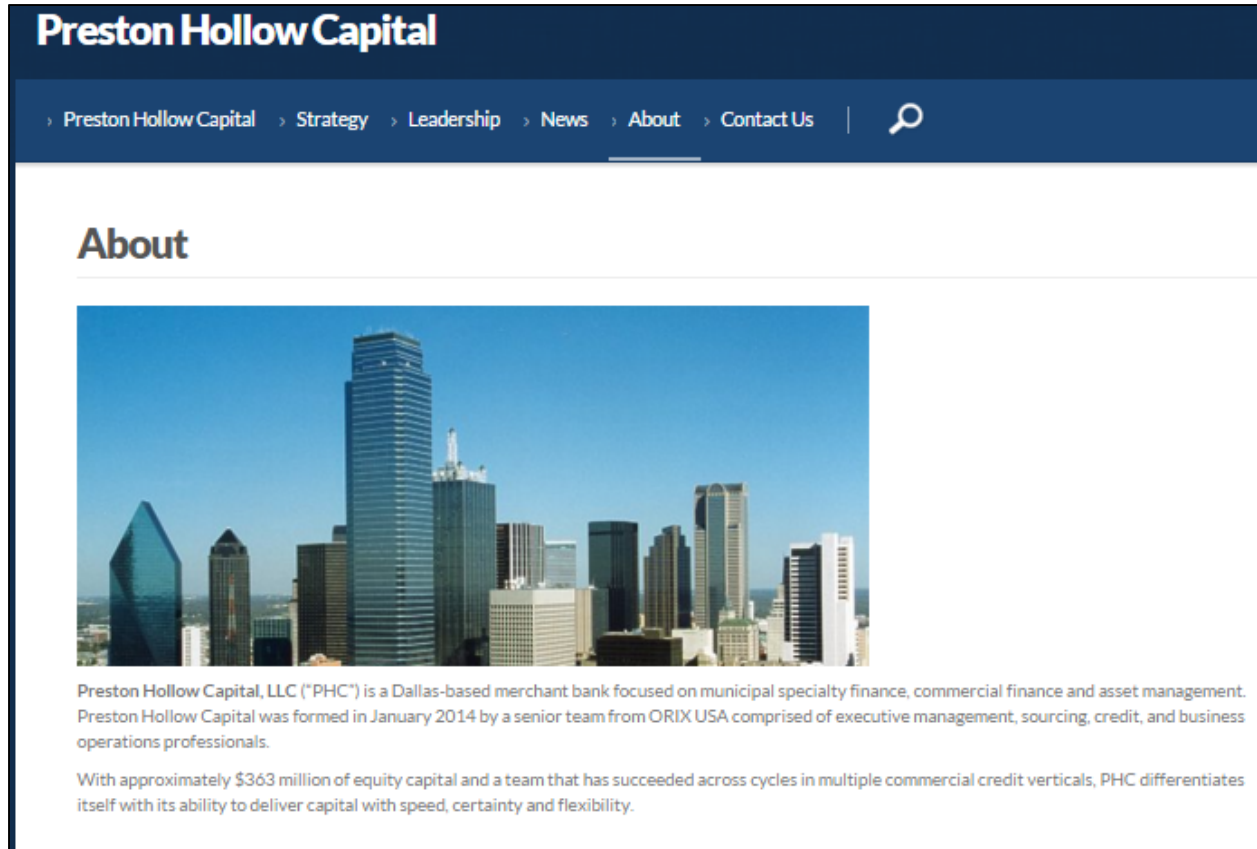 Preston Hollow Capital
› Preston Hollow Capital › Strategy › Leadership › News › About › Contact Us |
About
Preston Hollow Capital, LLC (“PHC”) is a Dallas-based merchant bank focused on municipal specialty finance, commercial finance and asset management.
Preston Hollow Capital was formed in January 2014 by a senior team from ORIX USA comprised of executive management, sourcing, credit, and business
operations professionals.
With approximately $363 million of equity capital and a team that has succeeded across cycles in multiple commercial credit verticals, PHC differentiates
itself with its ability to deliver capital with speed, certainty and flexibility.